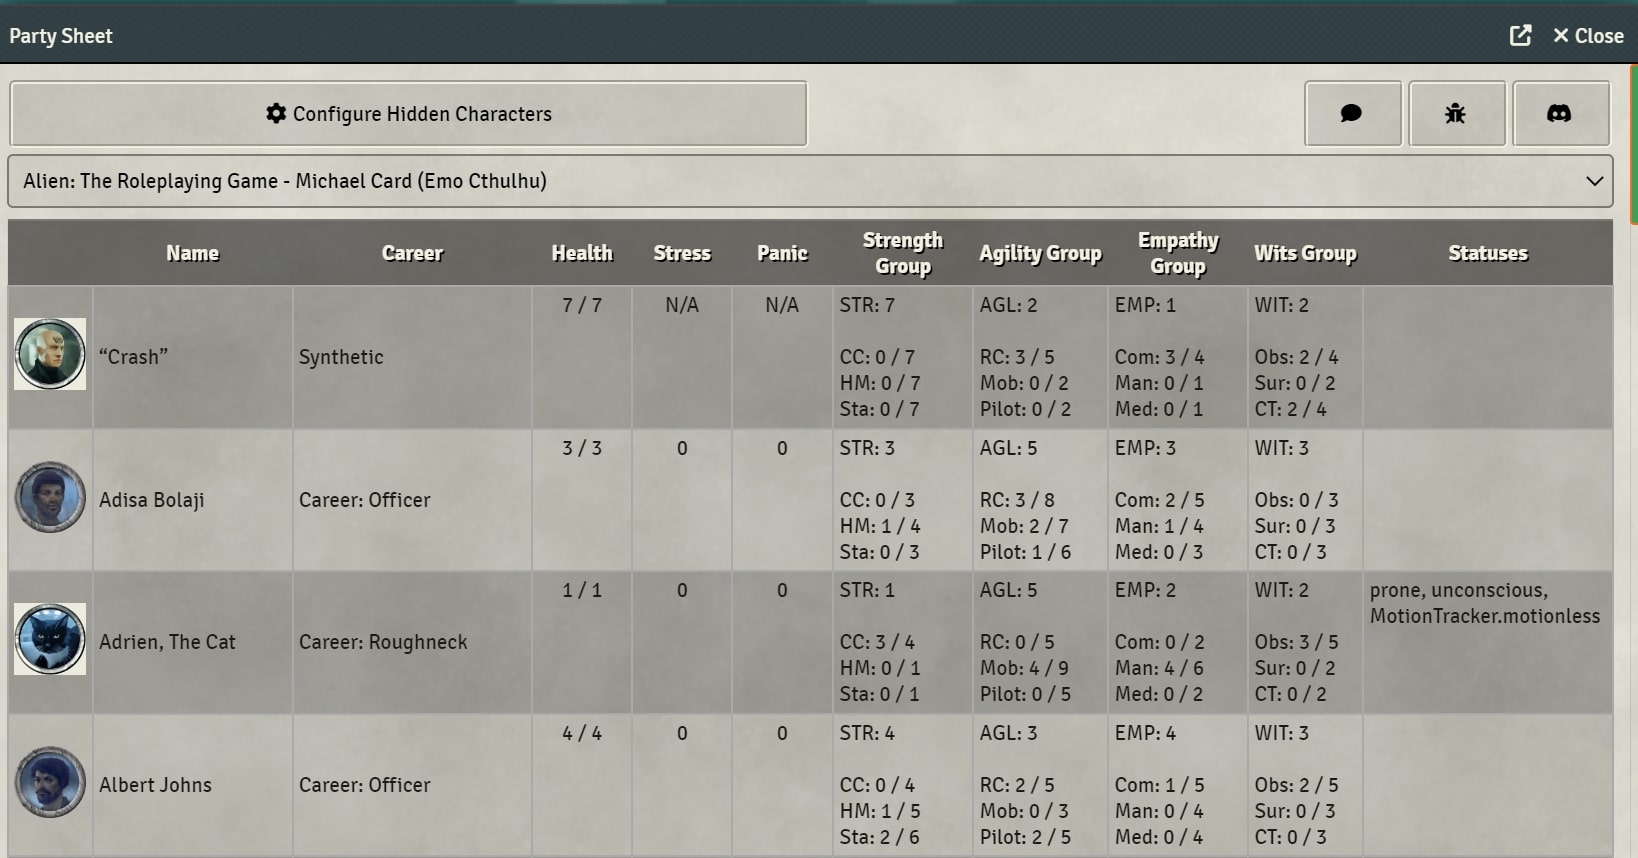 Party Sheet
Close
Configure Hidden Characters
Alien: The Roleplaying Game - Michael Card (Emo Cthulhu)
Name Career Health Stress Panic Strength Group Agility Group Empathy Group Wits Group Statuses
“Crash”
Synthetic
7 / 7
N/A
N/A
STR: 7
CC: 0 / 7
HM: 0 / 7
Sta: 0 / 7
AGL: 2
RC: 3 / 5
Mob: 0 / 2
Pilot: 0 / 2
EMP: 1
Com: 3 / 4
Man: 0 / 1
Med: 0 / 1
WIT: 2
Obs: 2 / 4
Sur: 0 / 2
CT: 2 / 4
Adisa Bolaji
Career: Officer
3 / 3
0
0
STR: 3
CC: 0 / 3
HM: 1 / 4
Sta: 0 / 3
AGL: 5
RC: 3 / 8
Mob: 2 / 7
Pilot: 1 / 6
EMP: 3
Com: 2 / 5
Man: 1 / 4
Med: 0 / 3
WIT: 3
Obs: 0 / 3
Sur: 0 / 3
CT: 0 / 3
Adrien, The Cat
Career: Roughneck
1 / 1
0
0
STR: 1
CC: 3 / 4
HM: 0 / 1
Sta: 0 / 1
AGL: 5
RC: 0 / 5
Mob: 4 / 9
Pilot: 0 / 5
EMP: 2
Com: 0 / 2
Man: 4 / 6
Med: 0 / 2
WIT: 2
Obs: 3 / 5
Sur: 0 / 2
CT: 0 / 2
prone, unconscious,
MotionTracker.motionless
Albert Johns
Career: Officer
4 / 4
0
0
STR: 4
CC: 0 / 4
HM: 1 / 5
Sta: 2 / 6
AGL: 3
RC: 2 / 5
Mob: 0 / 3
Pilot: 2 / 5
EMP: 4
Com: 1 / 5
Man: 0 / 4
Med: 0 / 4
WIT: 3
Obs: 2 / 5
Sur: 0 / 3
CT: 0 / 3